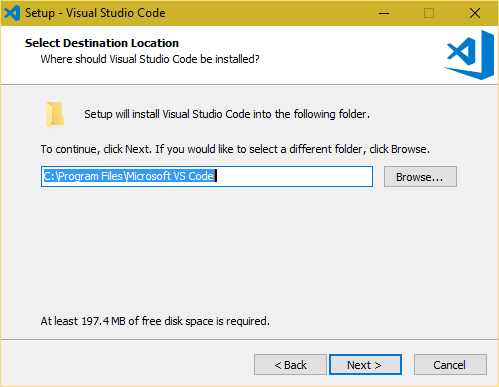 Setup - Visual Studio Code
Select Destination Location
Where should Visual Studio Code be installed?
Setup will install Visual Studio Code into the following folder.
To continue, click Next. If you would like to select a different folder, click Browse.
C:\Program Files\Microsoft VS Code
Browse...
At least 197.4 MB of free disk space is required.
< Back
Next >
Cancel